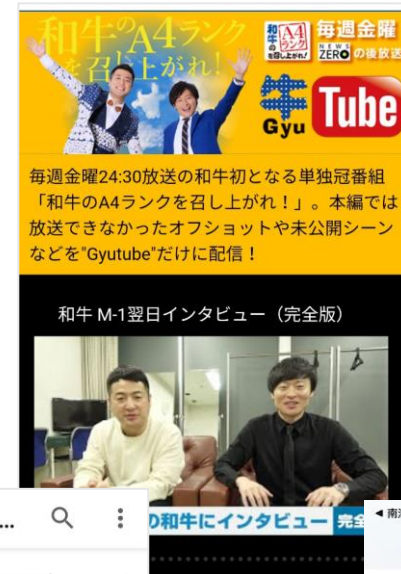 和牛のA4ランク
を召し上がれ!
和牛の
A4
ランク
を召し上がれ!
毎週金曜
NEWS
ZERO の後放送
牛
Gyu
Tube
毎週金曜24:30放送の和牛初となる単独冠番組
「和牛のA4ランクを召し上がれ！」。本編では
放送できなかったオフショットや未公開シーン
などを"Gyutube"だけに配信！
和牛 M-1翌日インタビュー（完全版）
の和牛にインタビュー 完全
...